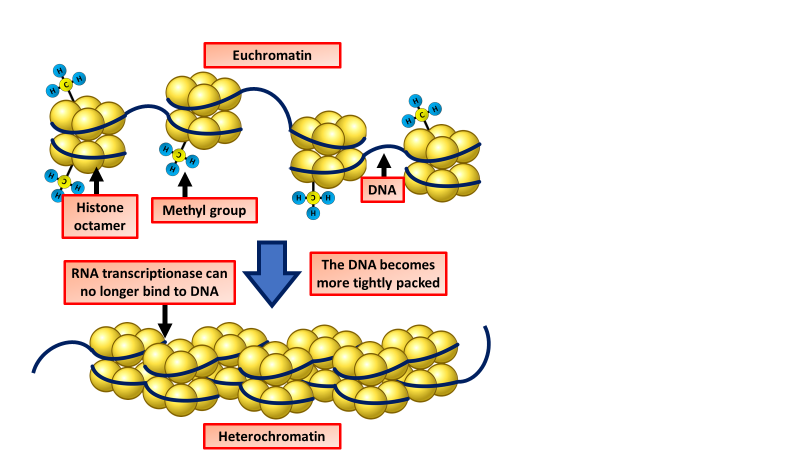 Euchromatin
H
H
C
H
H
C
H
H
C
H
H
C
H
H
H
C
H
H
H
C
H
H
DNA
Histone
octamer
Methyl group
RNA transcriptionase can
no longer bind to DNA
The DNA becomes
more tightly packed
Heterochromatin